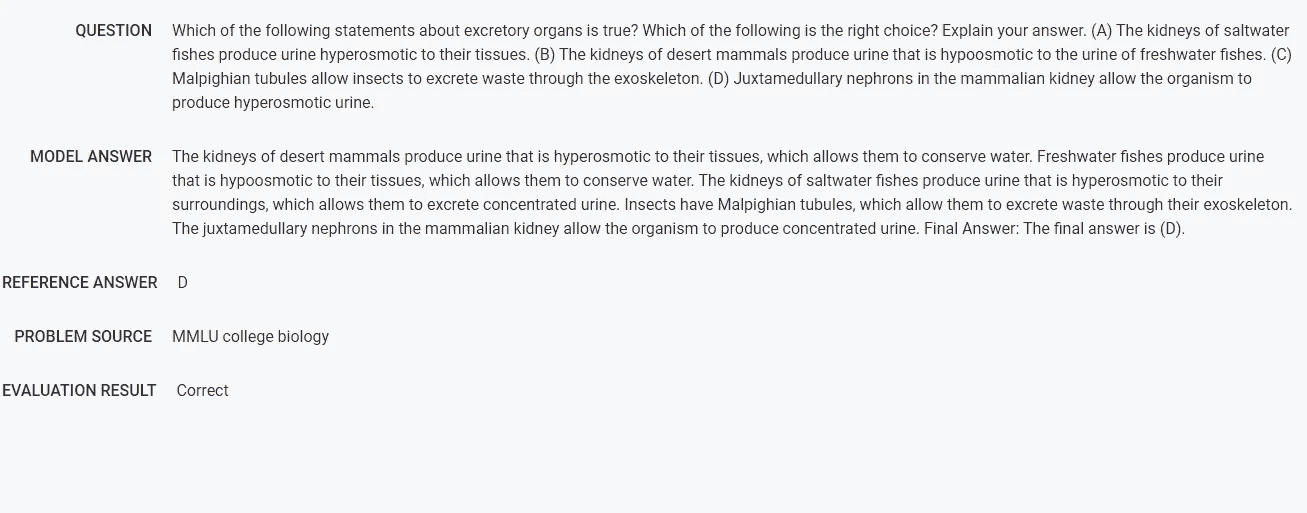 QUESTION Which of the following statements about excretory organs is true? Which of the following is the right choice? Explain your answer. (A) The kidneys of saltwater
fishes produce urine hyperosmotic to their tissues. (B) The kidneys of desert mammals produce urine that is hypoosmotic to the urine of freshwater fishes. (C)
Malpighian tubules allow insects to excrete waste through the exoskeleton. (D) Juxtamedullary nephrons in the mammalian kidney allow the organism to
produce hyperosmotic urine.
MODEL ANSWER The kidneys of desert mammals produce urine that is hyperosmotic to their tissues, which allows them to conserve water. Freshwater fishes produce urine
that is hypoosmotic to their tissues, which allows them to conserve water. The kidneys of saltwater fishes produce urine that is hyperosmotic to their
surroundings, which allows them to excrete concentrated urine. Insects have Malpighian tubules, which allow them to excrete waste through their exoskeleton.
The juxtamedullary nephrons in the mammalian kidney allow the organism to produce concentrated urine. Final Answer: The final answer is (D).
REFERENCE ANSWER D
PROBLEM SOURCE MMLU college biology
EVALUATION RESULT Correct